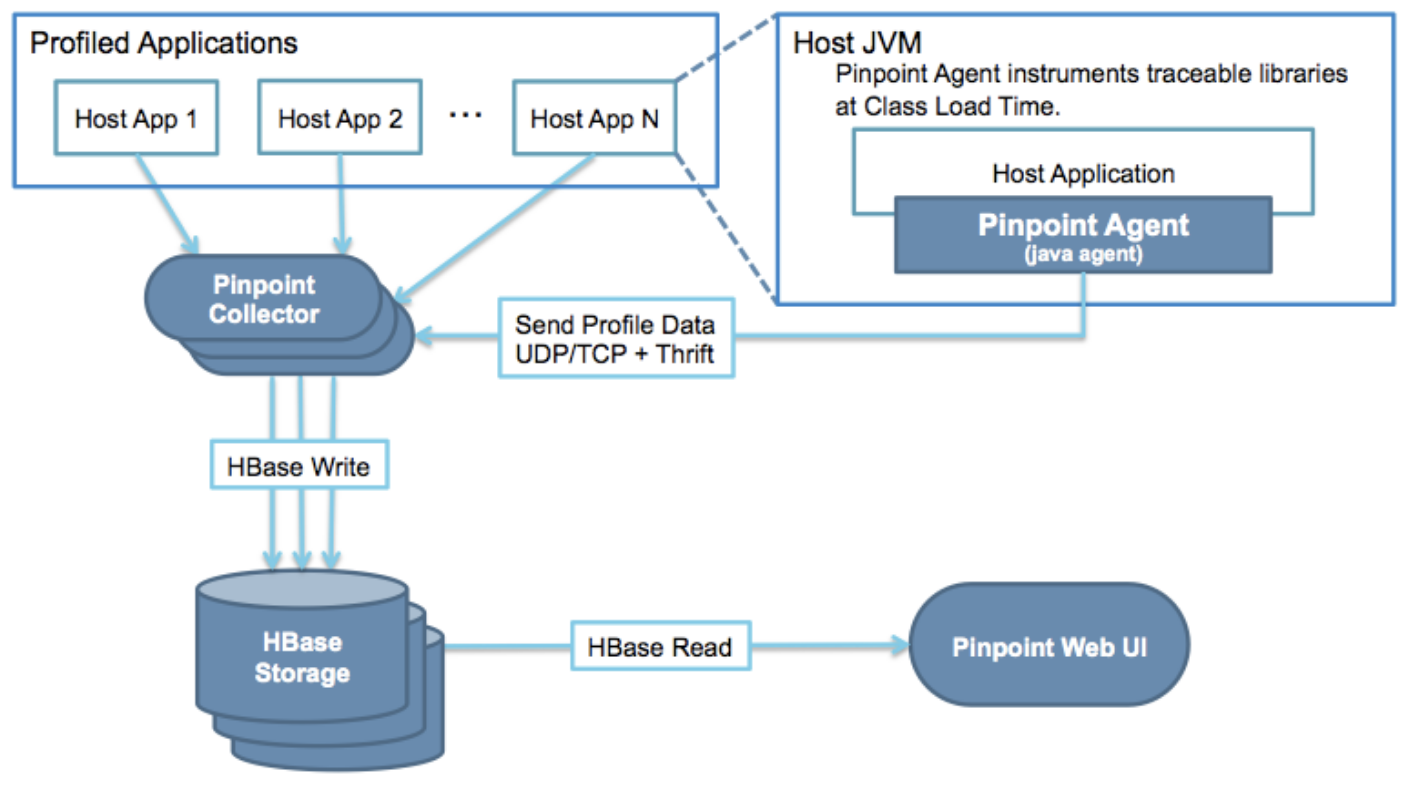 Profiled Applications
Host App 1
Host App 2
...
Host App N
Host JVM
Pinpoint Agent instruments traceable libraries
at Class Load Time.
Host Application
Pinpoint Agent
(java agent)
Pinpoint
Collector
Send Profile Data
UDP/TCP + Thrift
HBase Write
HBase
Storage
HBase Read
Pinpoint Web UI